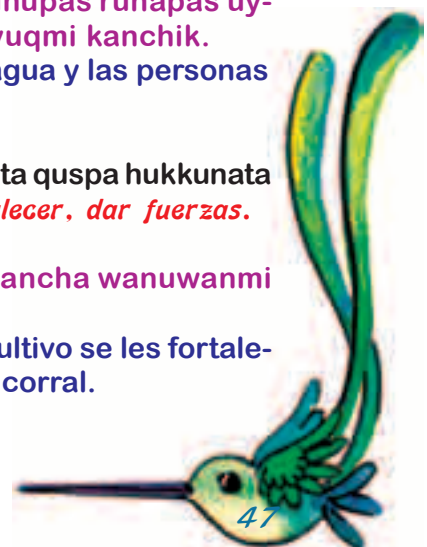 runapas uy-
yuqmi kanchik.
agua y las personas
ta quspa hukkunata
lecer, dar fuerzas.
ancha wanuwanmi
ultivo se les fortale-
corral.
47